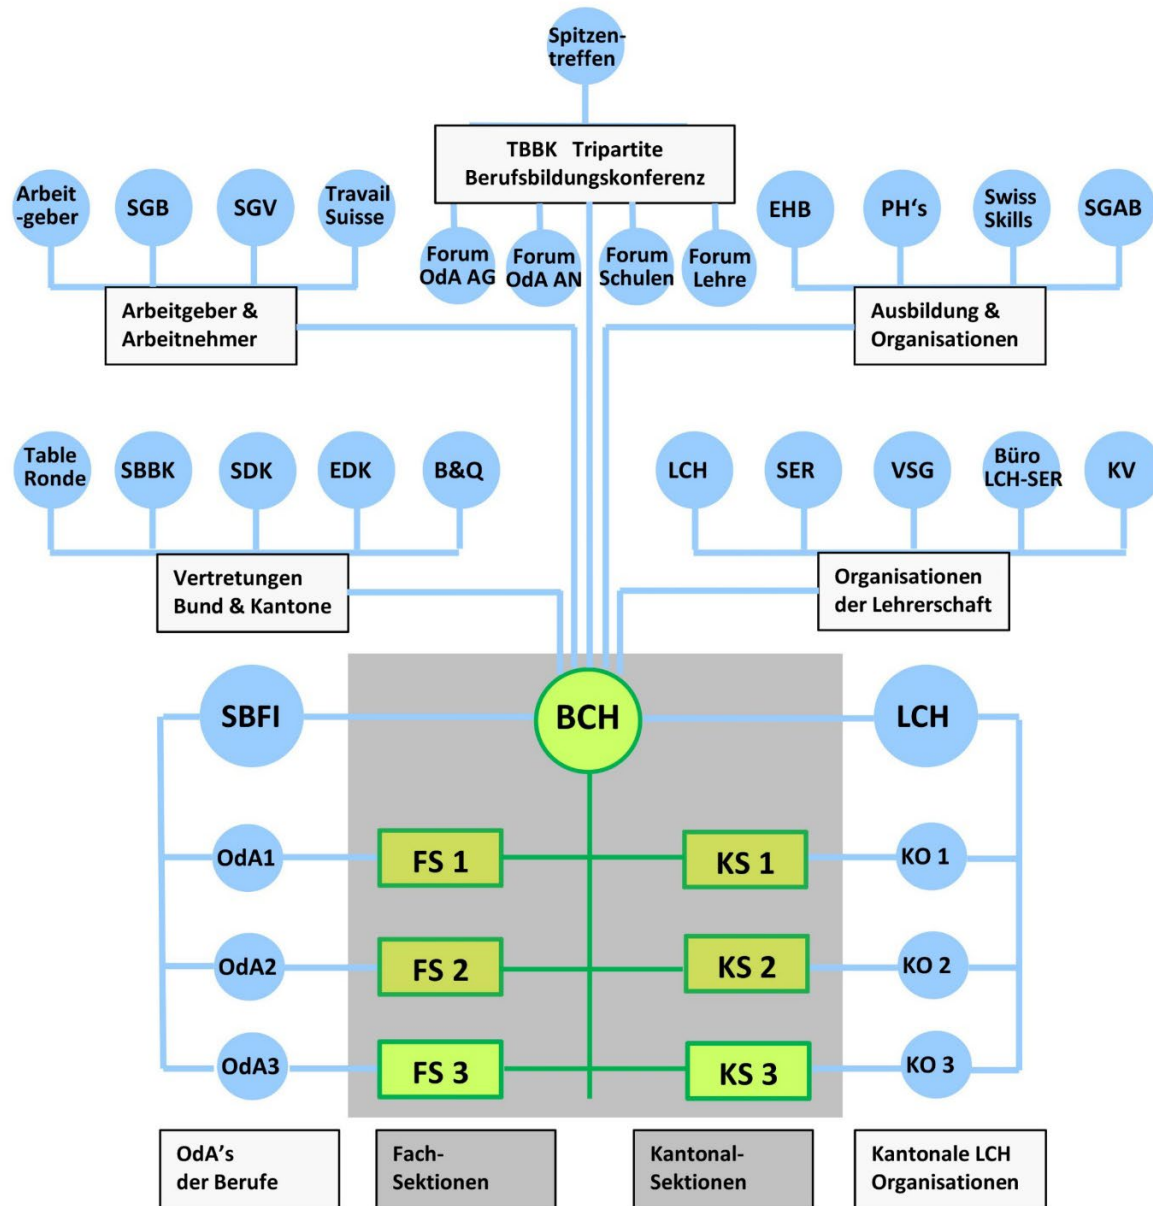 Spitzen-
treffen
TBBK Tripartite
Berufsbildungskonferenz
Arbeit
-geber
SGB
SGV
Travail
Suisse
Forum
OdA AG
Forum
OdA AN
Forum
Schulen
Forum
Lehre
EHB
PH‘s
Swiss
Skills
SGAB
Arbeitgeber &
Arbeitnehmer
Ausbildung &
Organisationen
Table
Ronde
SBBK
SDK
EDK
B&Q
LCH
SER
VSG
Büro
LCH-SER
KV
Vertretungen
Bund & Kantone
Organisationen
der Lehrerschaft
SBFI
BCH
LCH
OdA1
FS 1
KS 1
KO 1
OdA2
FS 2
KS 2
KO 2
OdA3
FS 3
KS 3
KO 3
OdA’s
der Berufe
Fach-
Sektionen
Kantonal-
Sektionen
Kantonale LCH
Organisationen